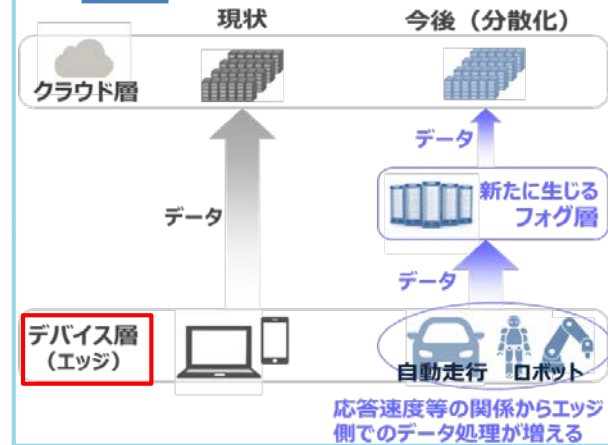 現状
今後（分散化）
クラウド層
データ
新たに生じる
フォグ層
データ
データ
デバイス層
（エッジ）
自動走行 ロボット
応答速度等の関係からエッジ
側でのデータ処理が増える